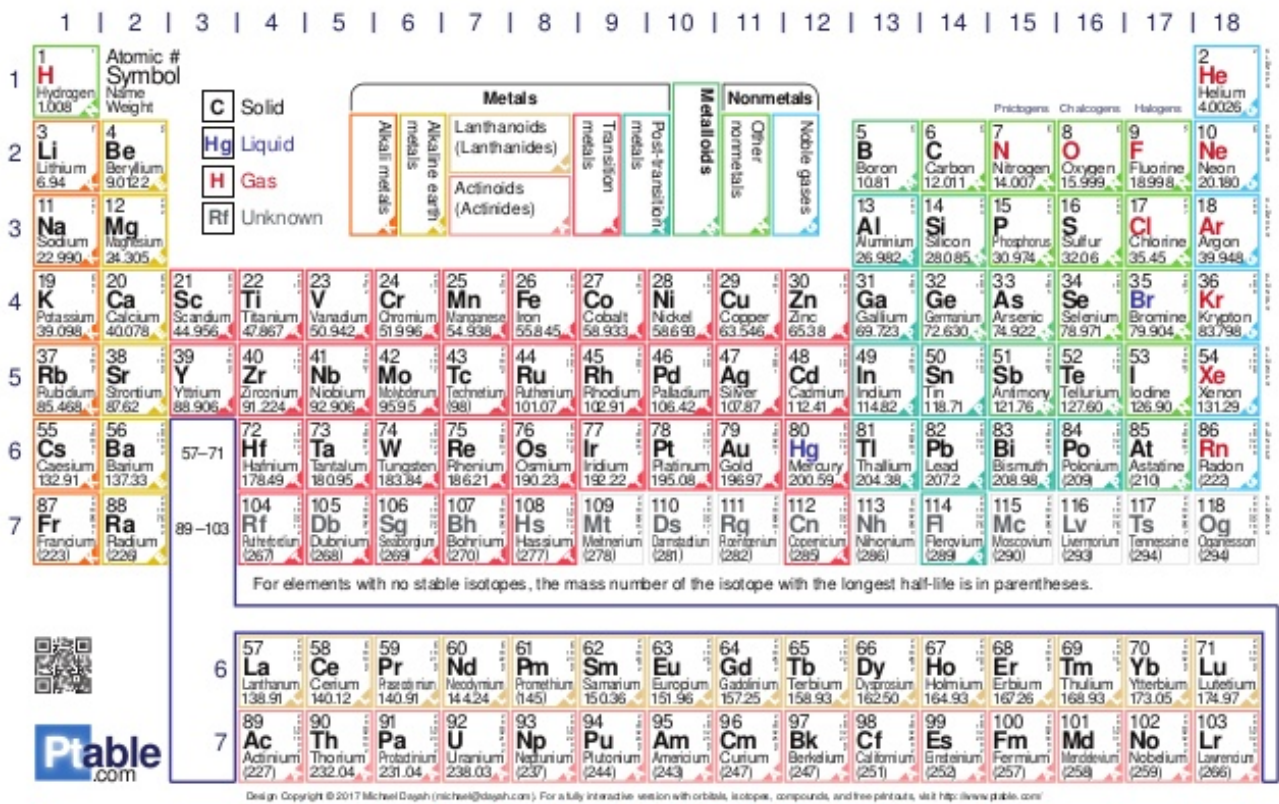 1 2 3 4 5 6 7 8 9 10 11 12 13 14 15 16 17 18
1
1
H
Hydrogen
1.008
Atomic #
Symbol
Name
Weight
C Solid
Hg Liquid
H Gas
Rf Unknown
Metals
Metalloids
Nonmetals
Alkali metals
Alkaline earth metals
Lanthanoids
(Lanthanides)
Actinoids
(Actinides)
Transition metals
Post-transition
Other nonmetals
Noble gases
Pnictogens Chalcogens Halogens
2
He
Helium
4.0026
2
3 4 5 6 7 8 9 10
Li Be B C N O F Ne
Lithium Beryllium Boron Carbon Nitrogen Oxygen Fluorine Neon
6.94 9.0122 10.81 12.011 14.007 15.999 18.998 20.180
3
11 12 13 14 15 16 17 18
Na Mg Al Si P S Cl Ar
Sodium Magnesium Aluminium Silicon Phosphorus Sulfur Chlorine Argon
22.990 24.305 26.982 28.085 30.974 32.06 35.45 39.948
4
19 20 21 22 23 24 25 26 27 28 29 30 31 32 33 34 35 36
K Ca Sc Ti V Cr Mn Fe Co Ni Cu Zn Ga Ge As Se Br Kr
Potassium Calcium Scandium Titanium Vanadium Chromium Manganese Iron Cobalt Nickel Copper Zinc Gallium Germanium Arsenic Selenium Bromine Krypton
39.098 40.078 44.956 47.867 50.942 51.996 54.938 55.845 58.933 58.693 63.546 65.38 69.723 72.630 74.922 78.971 79.904 83.798
5
37 38 39 40 41 42 43 44 45 46 47 48 49 50 51 52 53 54
Rb Sr Y Zr Nb Mo Tc Ru Rh Pd Ag Cd In Sn Sb Te I Xe
Rubidium Strontium Yttrium Zirconium Niobium Molybdenum Technetium Ruthenium Rhodium Palladium Silver Cadmium Indium Tin Antimony Tellurium Iodine Xenon
85.468 87.62 88.906 91.224 92.906 95.95 (98) 101.07 102.91 106.42 107.87 112.41 114.82 118.71 121.76 127.60 126.90 131.29
6
55 56 57–71 72 73 74 75 76 77 78 79 80 81 82 83 84 85 86
Cs Ba Hf Ta W Re Os Ir Pt Au Hg Tl Pb Bi Po At Rn
Caesium Barium Hafnium Tantalum Tungsten Rhenium Osmium Iridium Platinum Gold Mercury Thallium Lead Bismuth Polonium Astatine Radon
132.91 137.33 178.49 180.95 183.84 186.21 190.23 192.22 195.08 196.97 200.59 204.38 207.2 208.98 (209) (210) (222)
7
87 88 89–103 104 105 106 107 108 109 110 111 112 113 114 115 116 117 118
Fr Ra Rf Db Sg Bh Hs Mt Ds Rg Cn Nh Fl Mc Lv Ts Og
Francium Radium Rutherfordium Dubnium Seaborgium Bohrium Hassium Meitnerium Darmstadtium Roentgenium Copernicium Nihonium Flerovium Moscovium Livermorium Tennessine Oganesson
(223) (226) (267) (268) (269) (270) (277) (278) (281) (282) (285) (286) (289) (290) (293) (294) (294)
For elements with no stable isotopes, the mass number of the isotope with the longest half-life is in parentheses.
6
57 58 59 60 61 62 63 64 65 66 67 68 69 70 71
La Ce Pr Nd Pm Sm Eu Gd Tb Dy Ho Er Tm Yb Lu
Lanthanum Cerium Praseodymium Neodymium Promethium Samarium Europium Gadolinium Terbium Dysprosium Holmium Erbium Thulium Ytterbium Lutetium
138.91 140.12 140.91 144.24 (145) 150.36 151.96 157.25 158.93 162.50 164.93 167.26 168.93 173.05 174.97
7
89 90 91 92 93 94 95 96 97 98 99 100 101 102 103
Ac Th Pa U Np Pu Am Cm Bk Cf Es Fm Md No Lr
Actinium Thorium Protactinium Uranium Neptunium Plutonium Americium Curium Berkelium Californium Einsteinium Fermium Mendelevium Nobelium Lawrencium
(227) 232.04 231.04 238.03 (237) (244) (243) (247) (247) (251) (252) (257) (258) (259) (266)
Ptable
.com
Design Copyright © 2017 Michael Dayah (michael@dayah.com). For a fully interactive version with orbitals, isotopes, compounds, and free printouts, visit http://www.ptable.com/